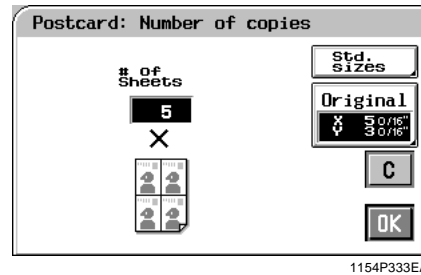 Postcard: Number of copies
Std.
sizes
# of
Sheets
5
×
Original
X 5 0/16"
Y 3 0/16"
C
OK
1154P333EA